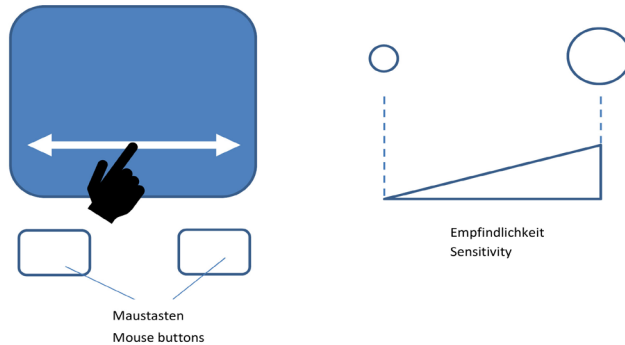 Maustasten
Mouse buttons
Empfindlichkeit
Sensitivity